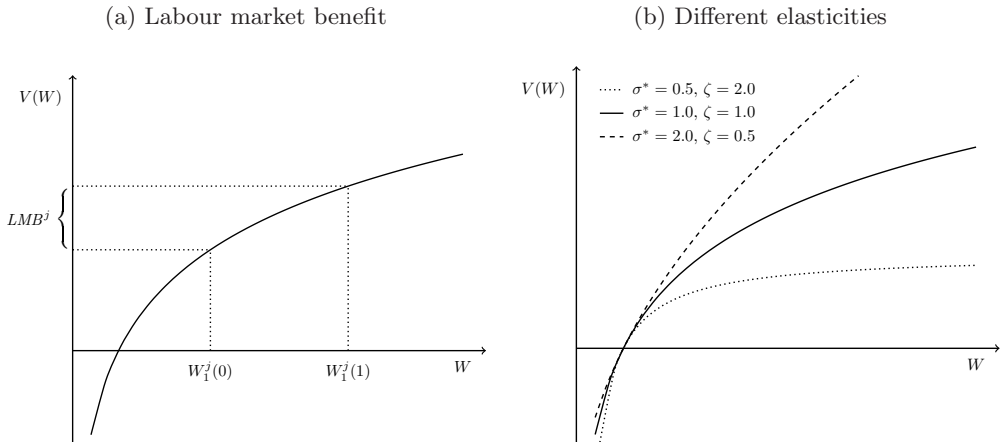 (a) Labour market benefit
V(W)
LMB^j
W_1^j(0)
W_1^j(1)
W
(b) Different elasticities
V(W)
σ* = 0.5, ζ = 2.0
σ* = 1.0, ζ = 1.0
σ* = 2.0, ζ = 0.5
W